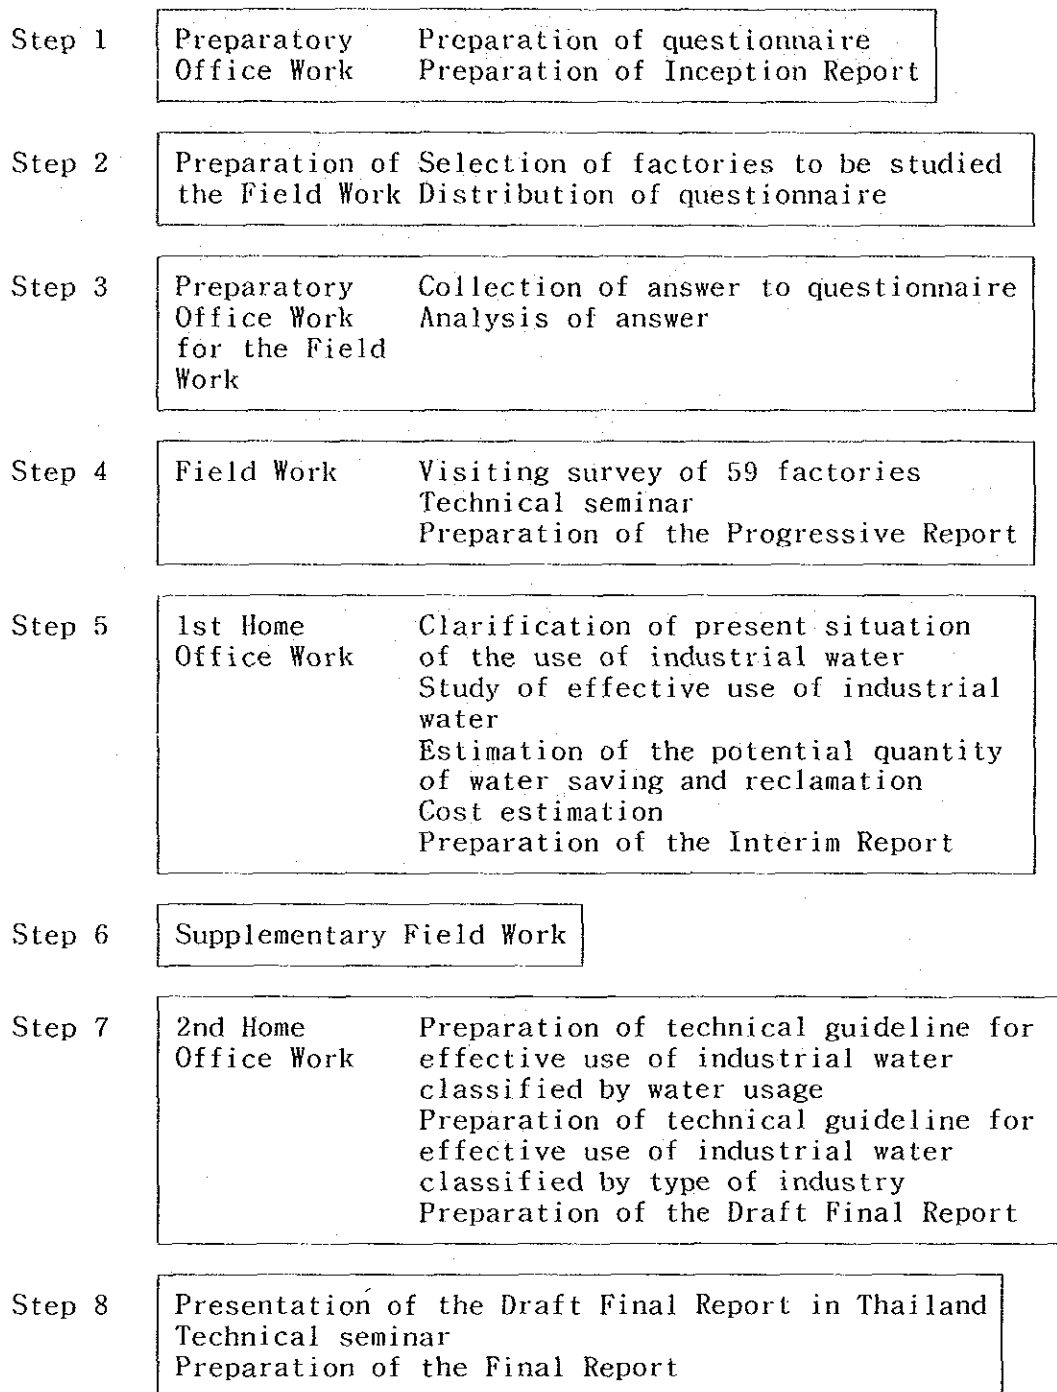 Step 1 Preparatory Preparation of questionnaire
Office Work Preparation of Inception Report
Step 2 Preparation of Selection of factories to be studied
the Field Work Distribution of questionnaire
Step 3 Preparatory Collection of answer to questionnaire
Office Work Analysis of answer
for the Field
Work
Step 4 Field Work Visiting survey of 59 factories
Technical seminar
Preparation of the Progressive Report
Step 5 1st Home Clarification of present situation
Office Work of the use of industrial water
Study of effective use of industrial
water
Estimation of the potential quantity
of water saving and reclamation
Cost estimation
Preparation of the Interim Report
Step 6 Supplementary Field Work
Step 7 2nd Home Preparation of technical guideline for
Office Work effective use of industrial water
classified by water usage
Preparation of technical guideline for
effective use of industrial water
classified by type of industry
Preparation of the Draft Final Report
Step 8 Presentation of the Draft Final Report in Thailand
Technical seminar
Preparation of the Final Report